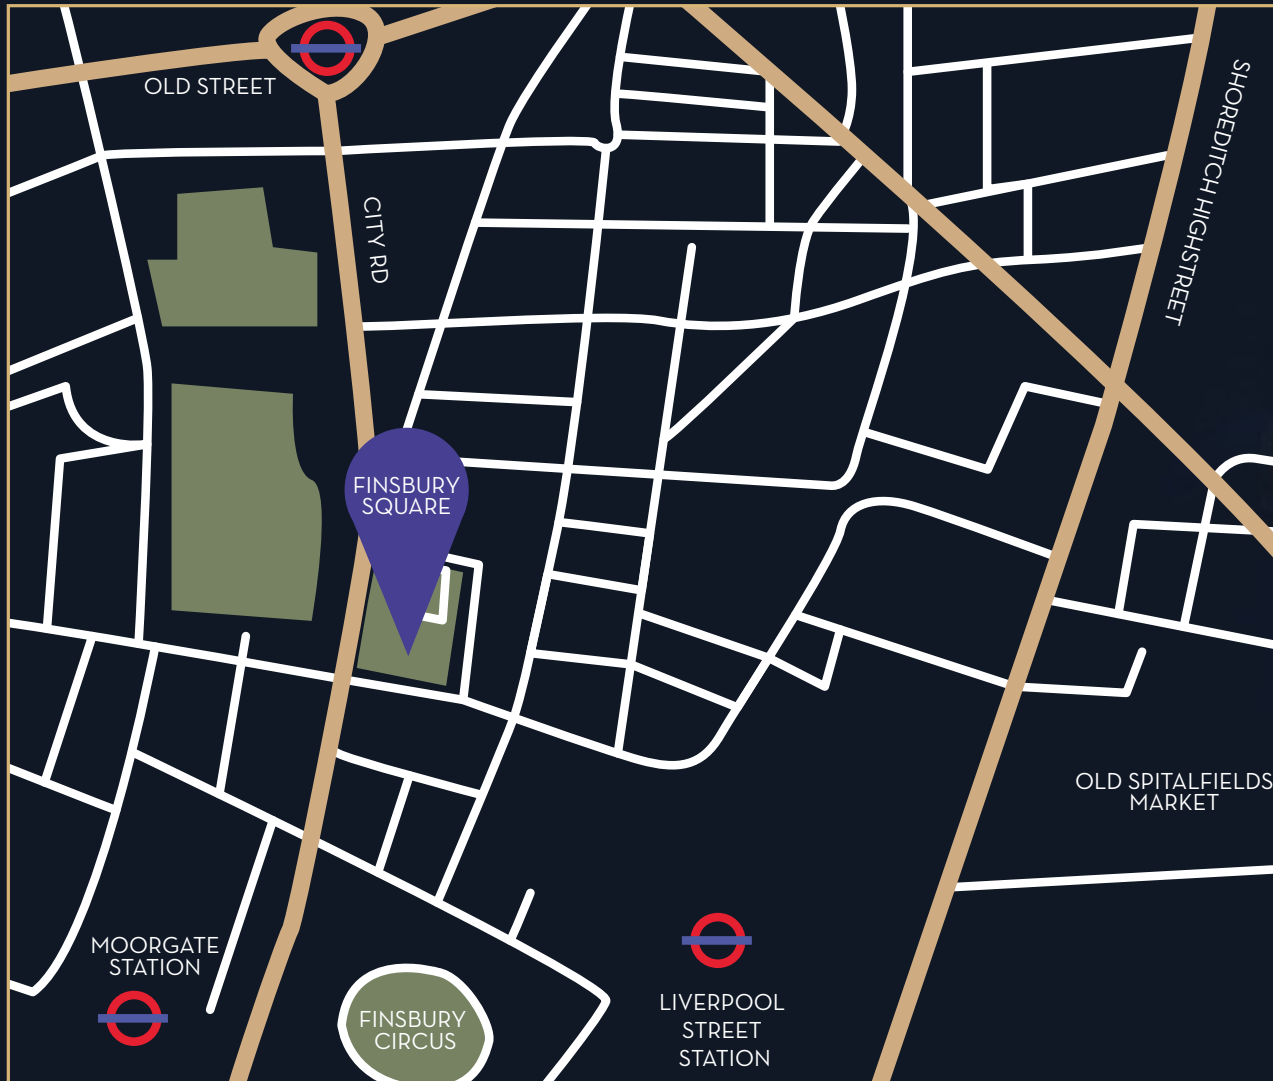 OLD STREET
SHOREDITCH HIGHSTREET
CITY RD
FINSBURY
SQUARE
OLD SPITALFIELDS
MARKET
MOORGATE
STATION
FINSBURY
CIRCUS
LIVERPOOL
STREET
STATION